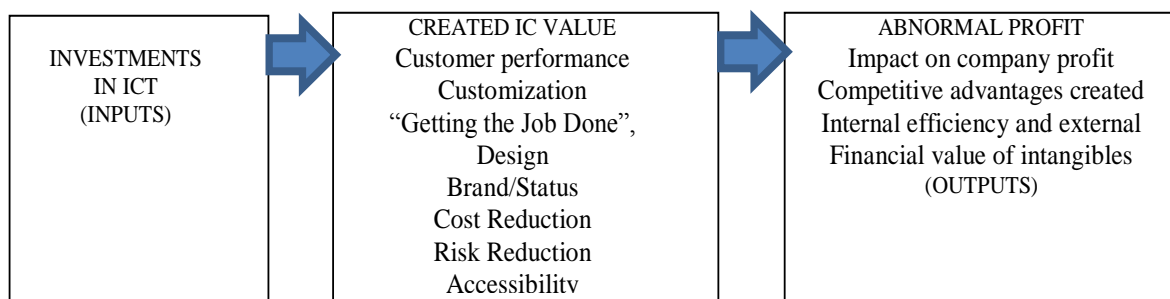 INVESTMENTS
IN ICT
(INPUTS)
CREATED IC VALUE
Customer performance
Customization
“Getting the Job Done”,
Design
Brand/Status
Cost Reduction
Risk Reduction
Accessibility
ABNORMAL PROFIT
Impact on company profit
Competitive advantages created
Internal efficiency and external
Financial value of intangibles
(OUTPUTS)